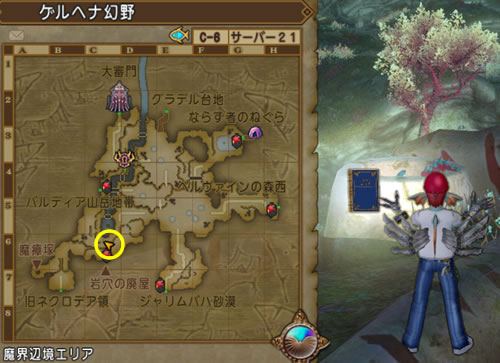 ゲルヘナ幻野
C-6 サーバー21
A B C D E F G H
1
大審門
2
グラデル台地
ならず者のねぐら
3
4
ベルヴァインの森西
バルディア山岳地帯
5
6
魔瘴塚
7
岩穴の廃屋
旧ネクロデア領
ジャリムバハ砂漠
8
魔界辺境エリア